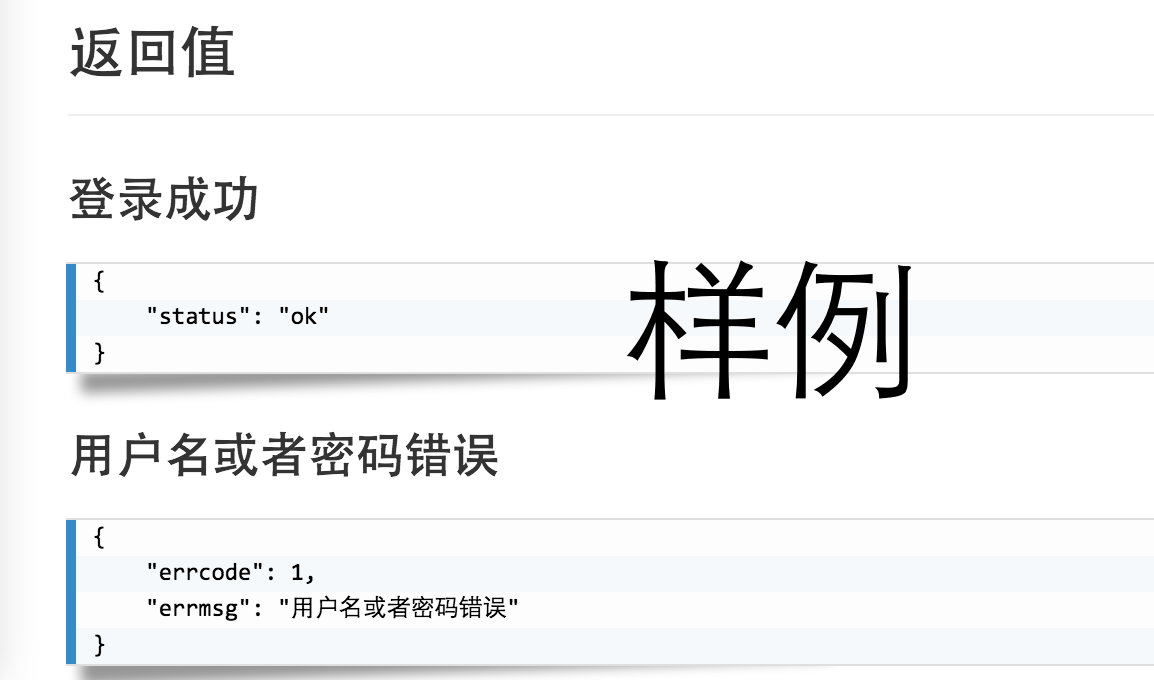 返回值
登录成功
{
"status": "ok"
}
样例
用户名或者密码错误
{
"errcode": 1,
"errmsg": "用户名或者密码错误"
}